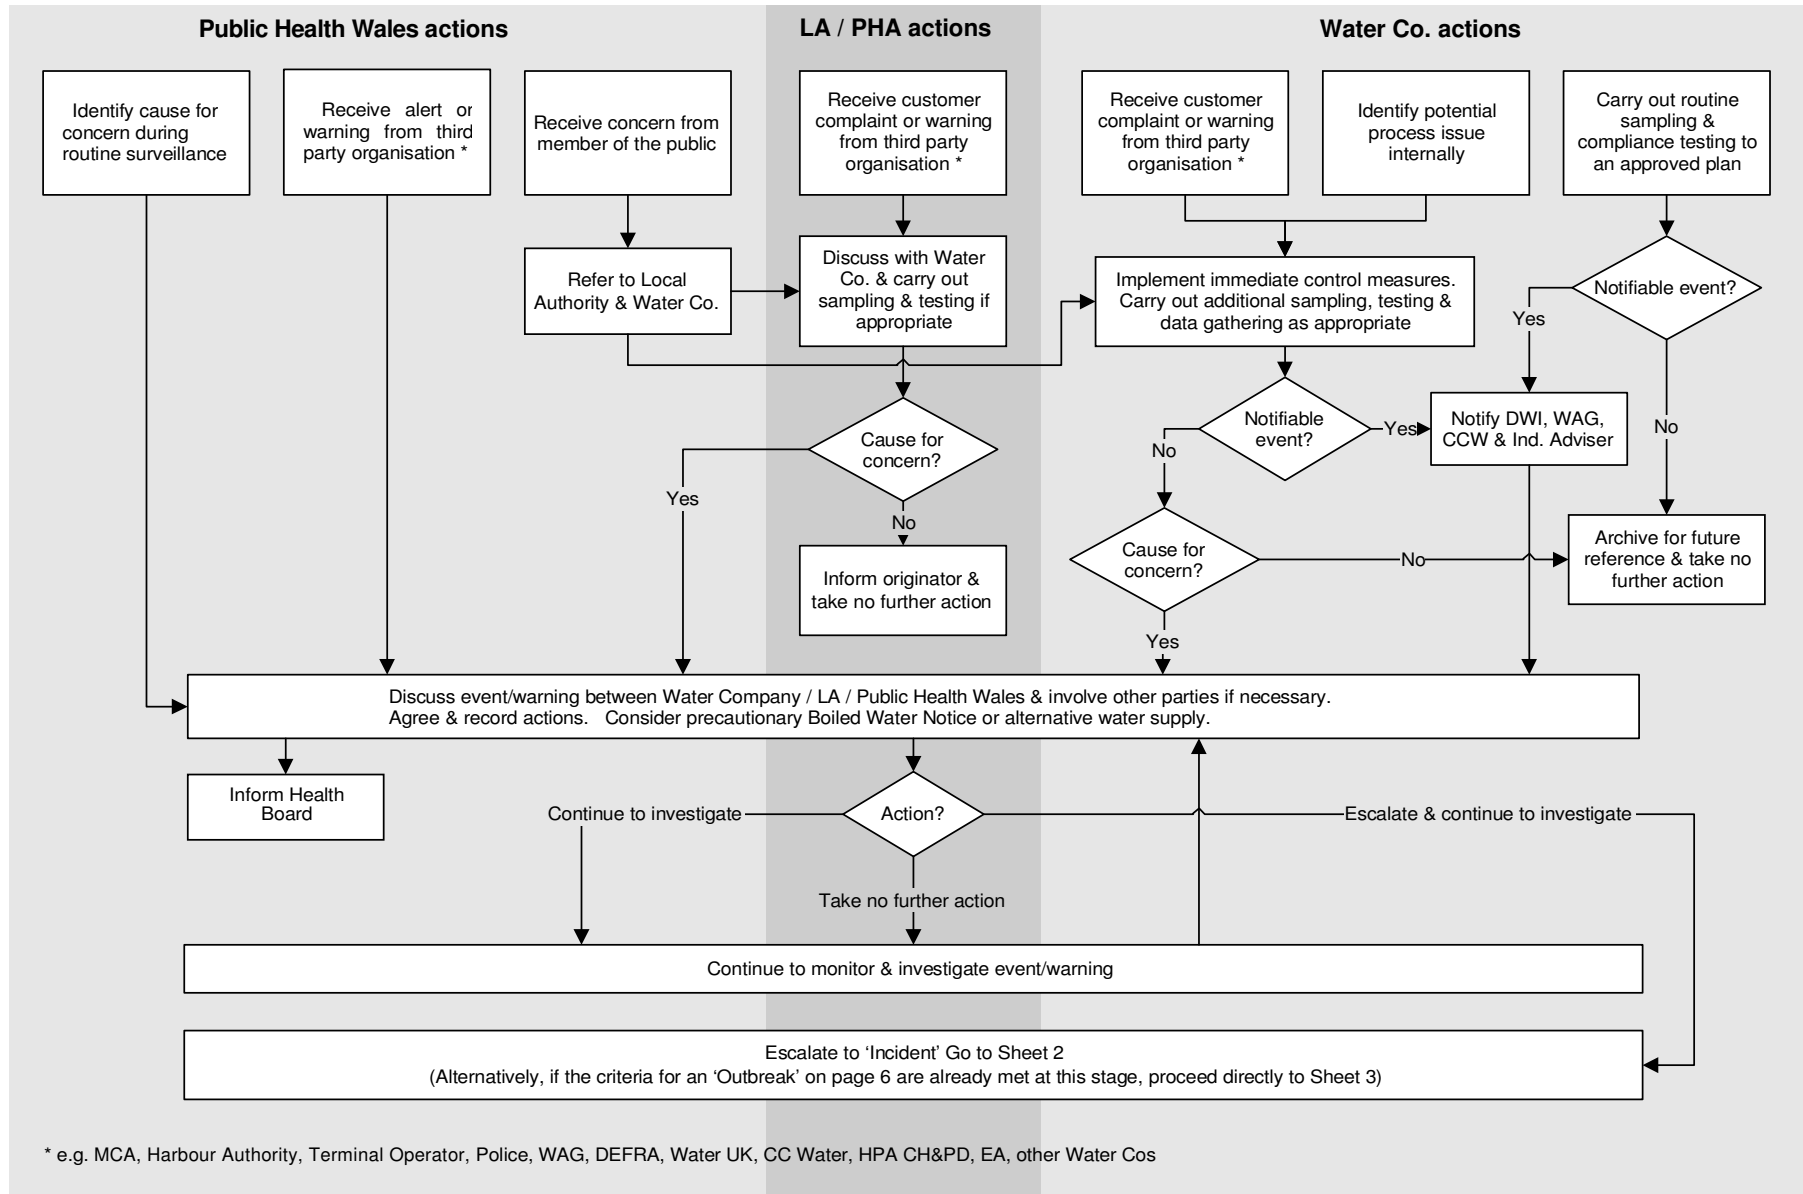 Public Health Wales actions
LA / PHA actions
Water Co. actions
Identify cause for
concern during
routine surveillance
Receive alert or
warning from third
party organisation *
Receive concern from
member of the public
Receive customer
complaint or warning
from third party
organisation *
Receive customer
complaint or warning
from third party
organisation *
Identify potential
process issue
internally
Carry out routine
sampling &
compliance testing to
an approved plan
Refer to Local
Authority & Water Co.
Discuss with Water
Co. & carry out
sampling & testing if
appropriate
Implement immediate control measures.
Carry out additional sampling, testing &
data gathering as appropriate
Notifiable event?
Yes
No
Notifiable
event?
Yes
No
Notify DWI, WAG,
CCW & Ind. Adviser
Cause for
concern?
Yes
No
Inform originator &
take no further action
Cause for
concern?
No
Yes
Archive for future
reference & take no
further action
Discuss event/warning between Water Company / LA / Public Health Wales & involve other parties if necessary.
Agree & record actions. Consider precautionary Boiled Water Notice or alternative water supply.
Inform Health
Board
Continue to investigate
Action?
Escalate & continue to investigate
Take no further action
Continue to monitor & investigate event/warning
Escalate to ‘Incident’ Go to Sheet 2
(Alternatively, if the criteria for an ‘Outbreak’ on page 6 are already met at this stage, proceed directly to Sheet 3)
* e.g. MCA, Harbour Authority, Terminal Operator, Police, WAG, DEFRA, Water UK, CC Water, HPA CH&PD, EA, other Water Cos